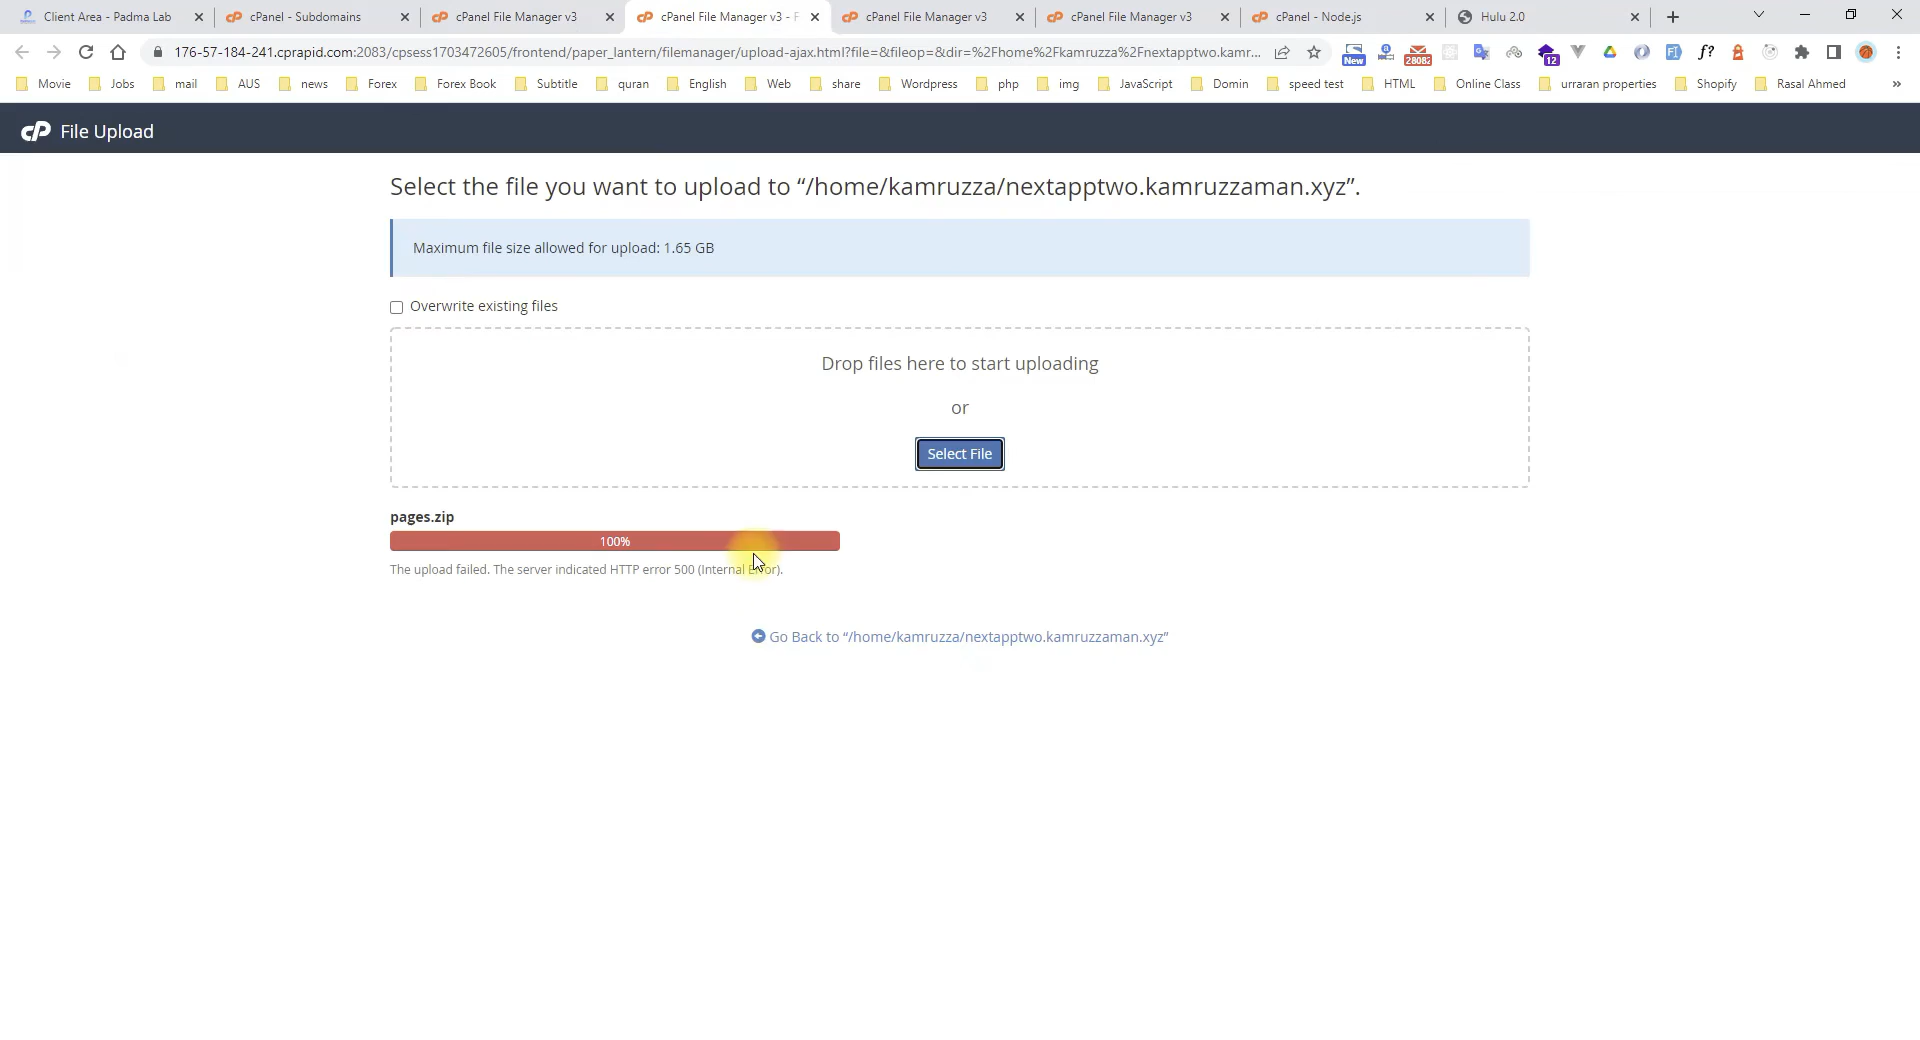 Client Area - Padma Lab
cPanel - Subdomains
cPanel File Manager v3
cPanel File Manager v3 - F
cPanel File Manager v3
cPanel File Manager v3
cPanel - Node.js
Hulu 2.0
176-57-184-241.cprapid.com:2083/cpsess1703472605/frontend/paper_lantern/filemanager/upload-ajax.html?file=&fileop=&dir=%2Fhome%2Fkamruzza%2Fnextapptwo.kamr...
New
28082
12
f?
Movie
Jobs
mail
AUS
news
Forex
Forex Book
Subtitle
quran
English
Web
share
Wordpress
php
img
JavaScript
Domin
speed test
HTML
Online Class
urraran properties
Shopify
Rasal Ahmed
»
cP File Upload
Select the file you want to upload to “/home/kamruzza/nextapptwo.kamruzzaman.xyz”.
Maximum file size allowed for upload: 1.65 GB
Overwrite existing files
Drop files here to start uploading
or
Select File
pages.zip
100%
The upload failed. The server indicated HTTP error 500 (Internal Error).
Go Back to “/home/kamruzza/nextapptwo.kamruzzaman.xyz”